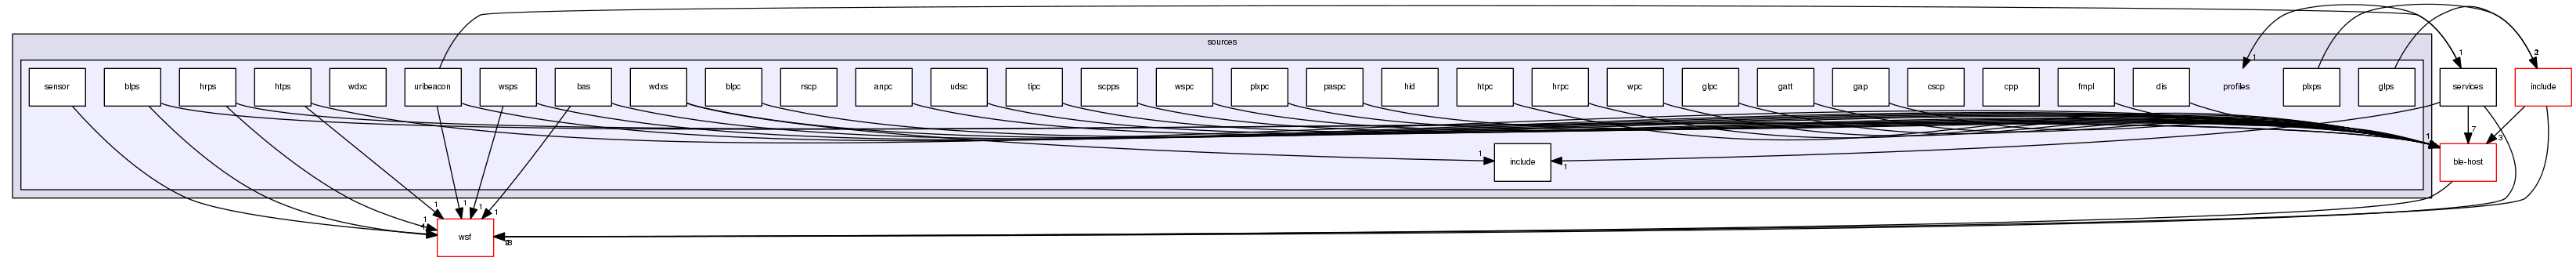 sources
sensor
blps
hrps
htps
wdxc
uribeacon
wsps
bas
wdxs
blpc
rscp
anpc
udsc
tipc
scpps
wspc
plxpc
paspc
hid
htpc
hrpc
wpc
glpc
gatt
gap
cscp
cpp
fmpl
dis
profiles
plxps
glps
services
include
1
1
7
3
1
include
1
1
ble-host
1
1
1
1
1
wsf